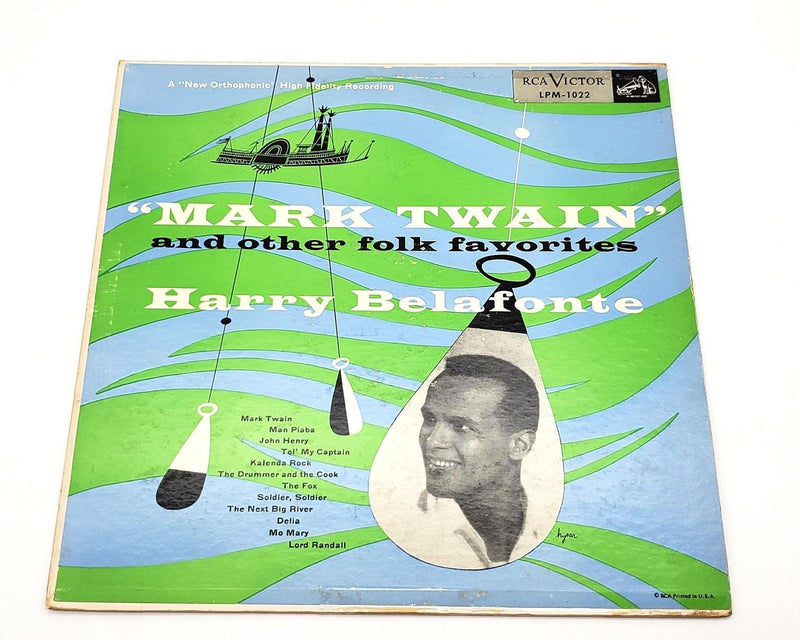 A "New Orthophonic" High Fidelity Recording
RCA VICTOR
LPM-1022
"MARK TWAIN"
and other folk favorites
Harry Belafonte
Mark Twain
Man Piaba
John Henry
Tol' My Captain
Kalenda Rock
The Drummer and the Cook
The Fox
Soldier, Soldier
The Next Big River
Delia
Mo Mary
Lord Randall
© RCA Printed in U.S.A.